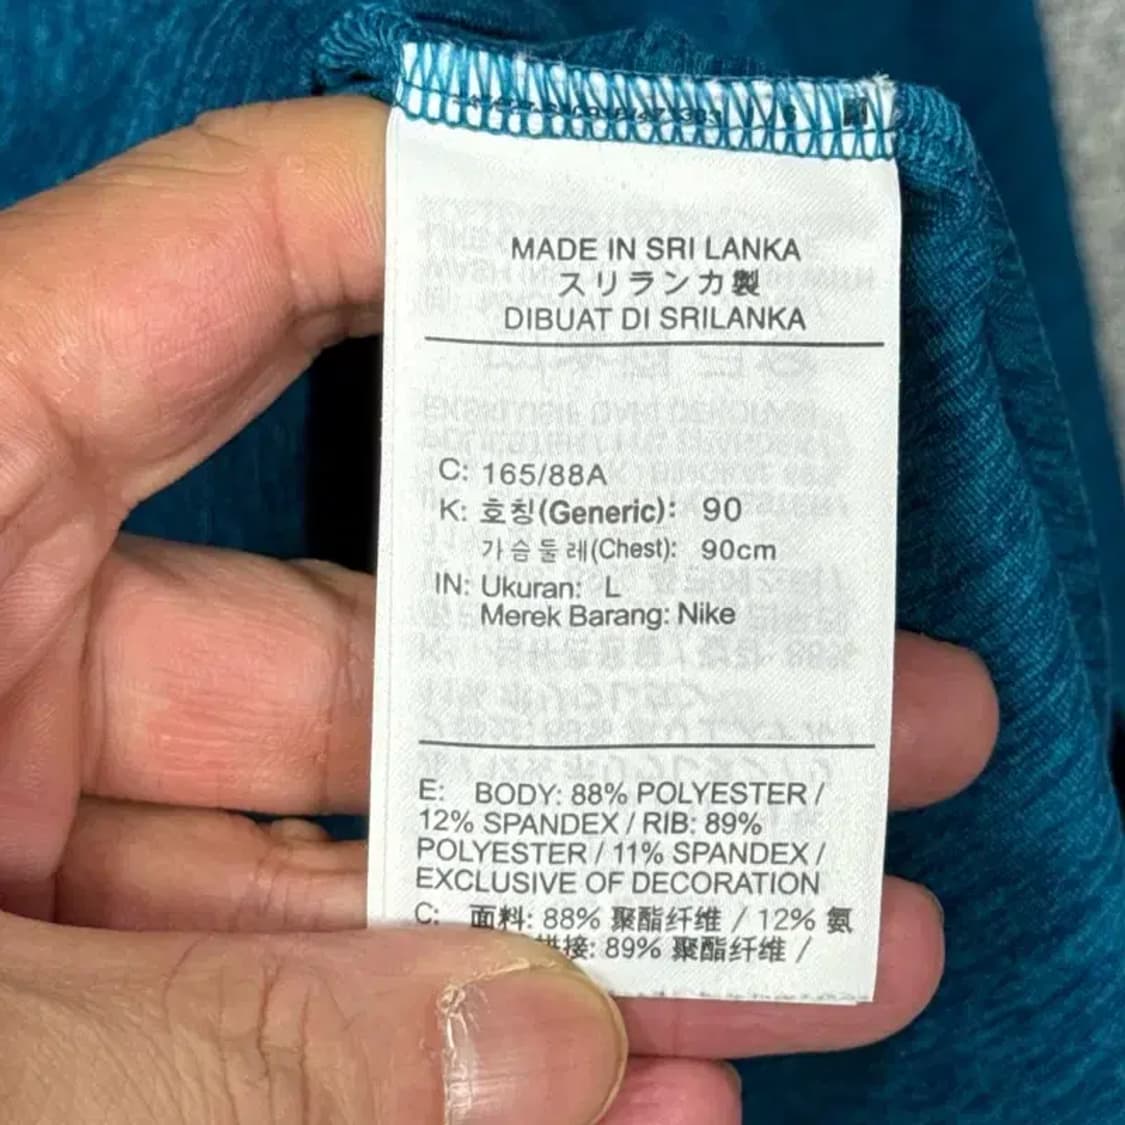 MADE IN SRI LANKA
スリランカ製
DIBUAT DI SRILANKA
C: 165/88A
K: 호칭(Generic): 90
가슴둘레(Chest): 90cm
IN: Ukuran: L
Merek Barang: Nike
E: BODY: 88% POLYESTER /
12% SPANDEX / RIB: 89%
POLYESTER / 11% SPANDEX /
EXCLUSIVE OF DECORATION
C: 面料: 88% 聚酯纤维 / 12% 氨
接: 89% 聚酯纤维 /